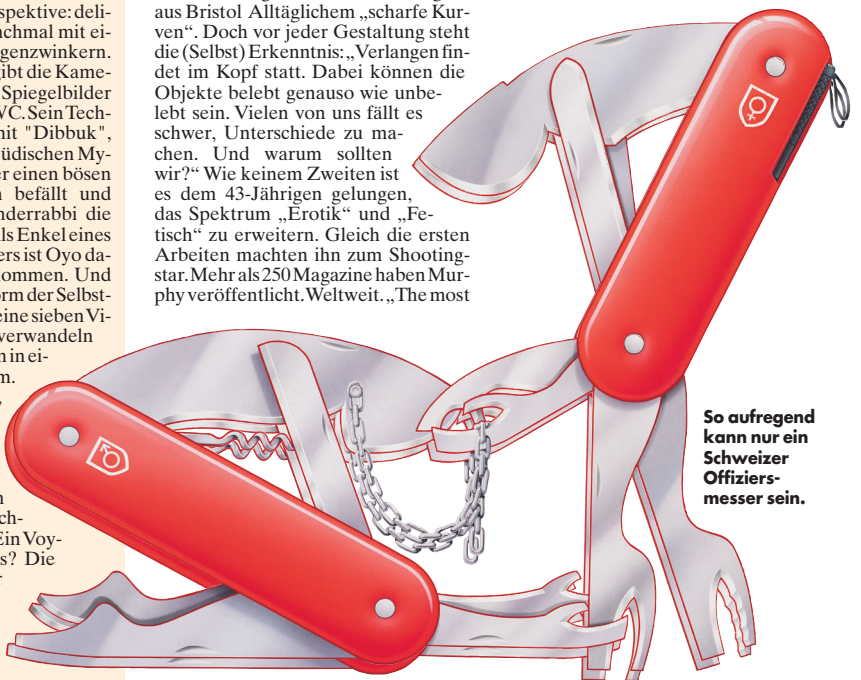 spektive: deli-
nchmal mit ei-
genzwinkern.
ibt die Kame-
Spiegelbilder
WC. Sein Tech-
mit "Dibbuk",
üdischen My-
er einen bösen
befällt und
nderrabbi die
ls Enkel eines
ers ist Oyo da-
ommen. Und
orm der Selbst-
eine sieben Vi-
verwandeln
n in ei-
m.
ch-
Ein Voy-
s? Die
aus Bristol Alltäglichem „scharfe Kur-
ven“. Doch vor jeder Gestaltung steht
die (Selbst) Erkenntnis: „Verlangen fin-
det im Kopf statt. Dabei können die
Objekte belebt genauso wie unbe-
lebt sein. Vielen von uns fällt es
schwer, Unterschiede zu ma-
chen. Und warum sollten
wir?“ Wie keinem Zweiten ist
es dem 43-Jährigen gelungen,
das Spektrum „Erotik“ und „Fe-
tisch“ zu erweitern. Gleich die ersten
Arbeiten machten ihn zum Shooting-
star. Mehr als 250 Magazine haben Mur-
phy veröffentlicht. Weltweit. „The most
So aufregend
kann nur ein
Schweizer
Offiziers-
messer sein.